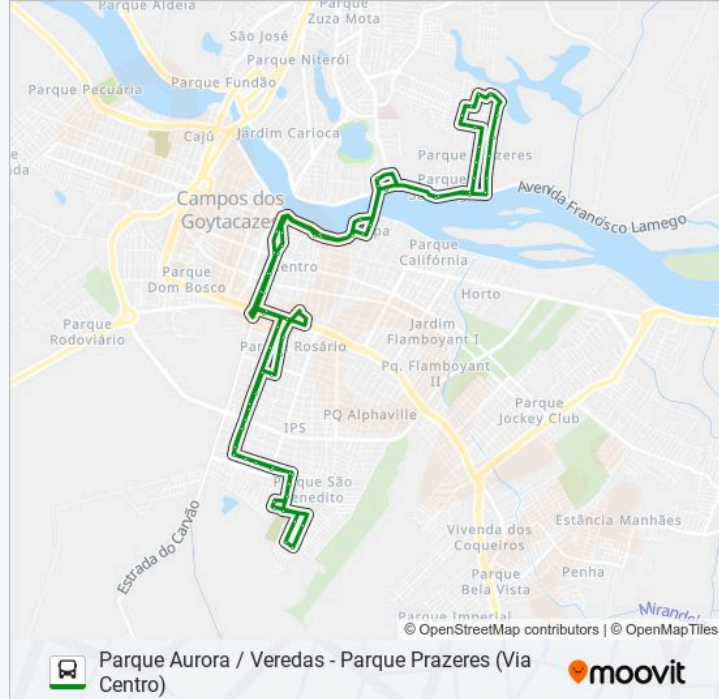 Parque Aldeia
Parque
Zuza Mota
São José
Parque Niterói
Parque Fundão
Parque Pecuária
Cajú
Jardim Carioca
Parque Prazeres
Parque
Avenida Francisco Lamego
Campos dos
Goytacazes
Parque
Califórnia
Centro
Parque
Dom Bosco
Horto
Parque
Rodoviário
Jardim
Flamboyant I
Parque Rosário
Pq. Flamboyant
II
Parque
Jockey Club
PQ Alphaville
IPS
Parque São
Benedito
Estância Manhães
Vivenda dos
Coqueiros
Estrada do Carvão
Parque
Bela Vista
Penha
Parque Imperial
© OpenStreetMap contributors | © OpenMapTiles
Parque Aurora / Veredas - Parque Prazeres (Via
Centro)
moovit